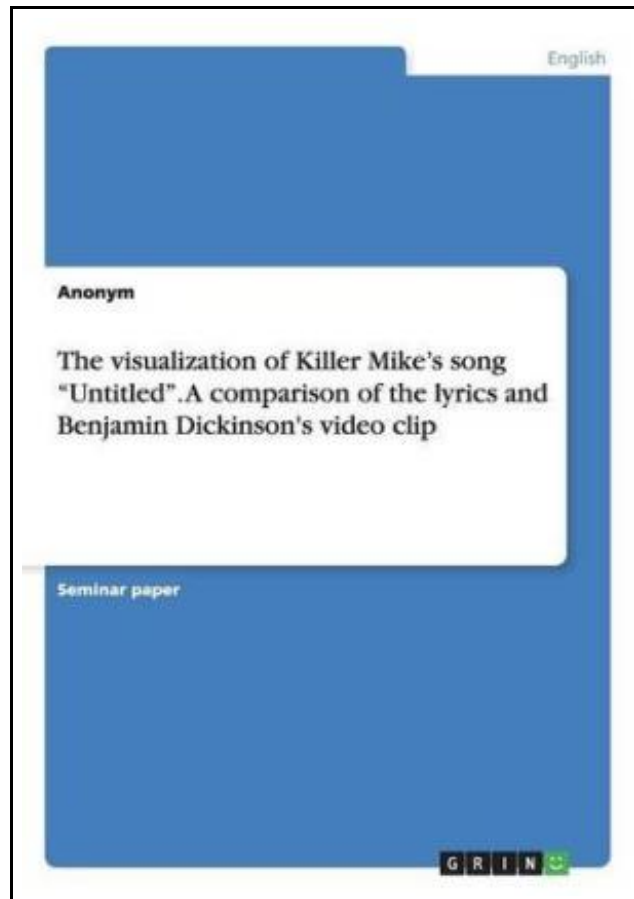 English
Anonym
The visualization of Killer Mike's song
“Untitled”. A comparison of the lyrics and
Benjamin Dickinson's video clip
Seminar paper
GRIN